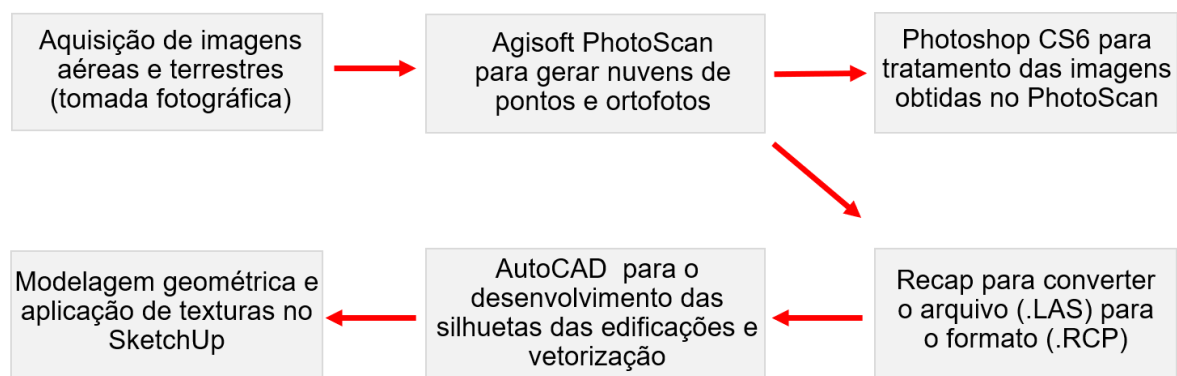 Aquisição de imagens
aéreas e terrestres
(tomada fotográfica)
Agisoft PhotoScan
para gerar nuvens de
pontos e ortofotos
Photoshop CS6 para
tratamento das imagens
obtidas no PhotoScan
Recap para converter
o arquivo (.LAS) para
o formato (.RCP)
AutoCAD para o
desenvolvimento das
silhuetas das edificações e
vetorização
Modelagem geométrica e
aplicação de texturas no
SketchUp